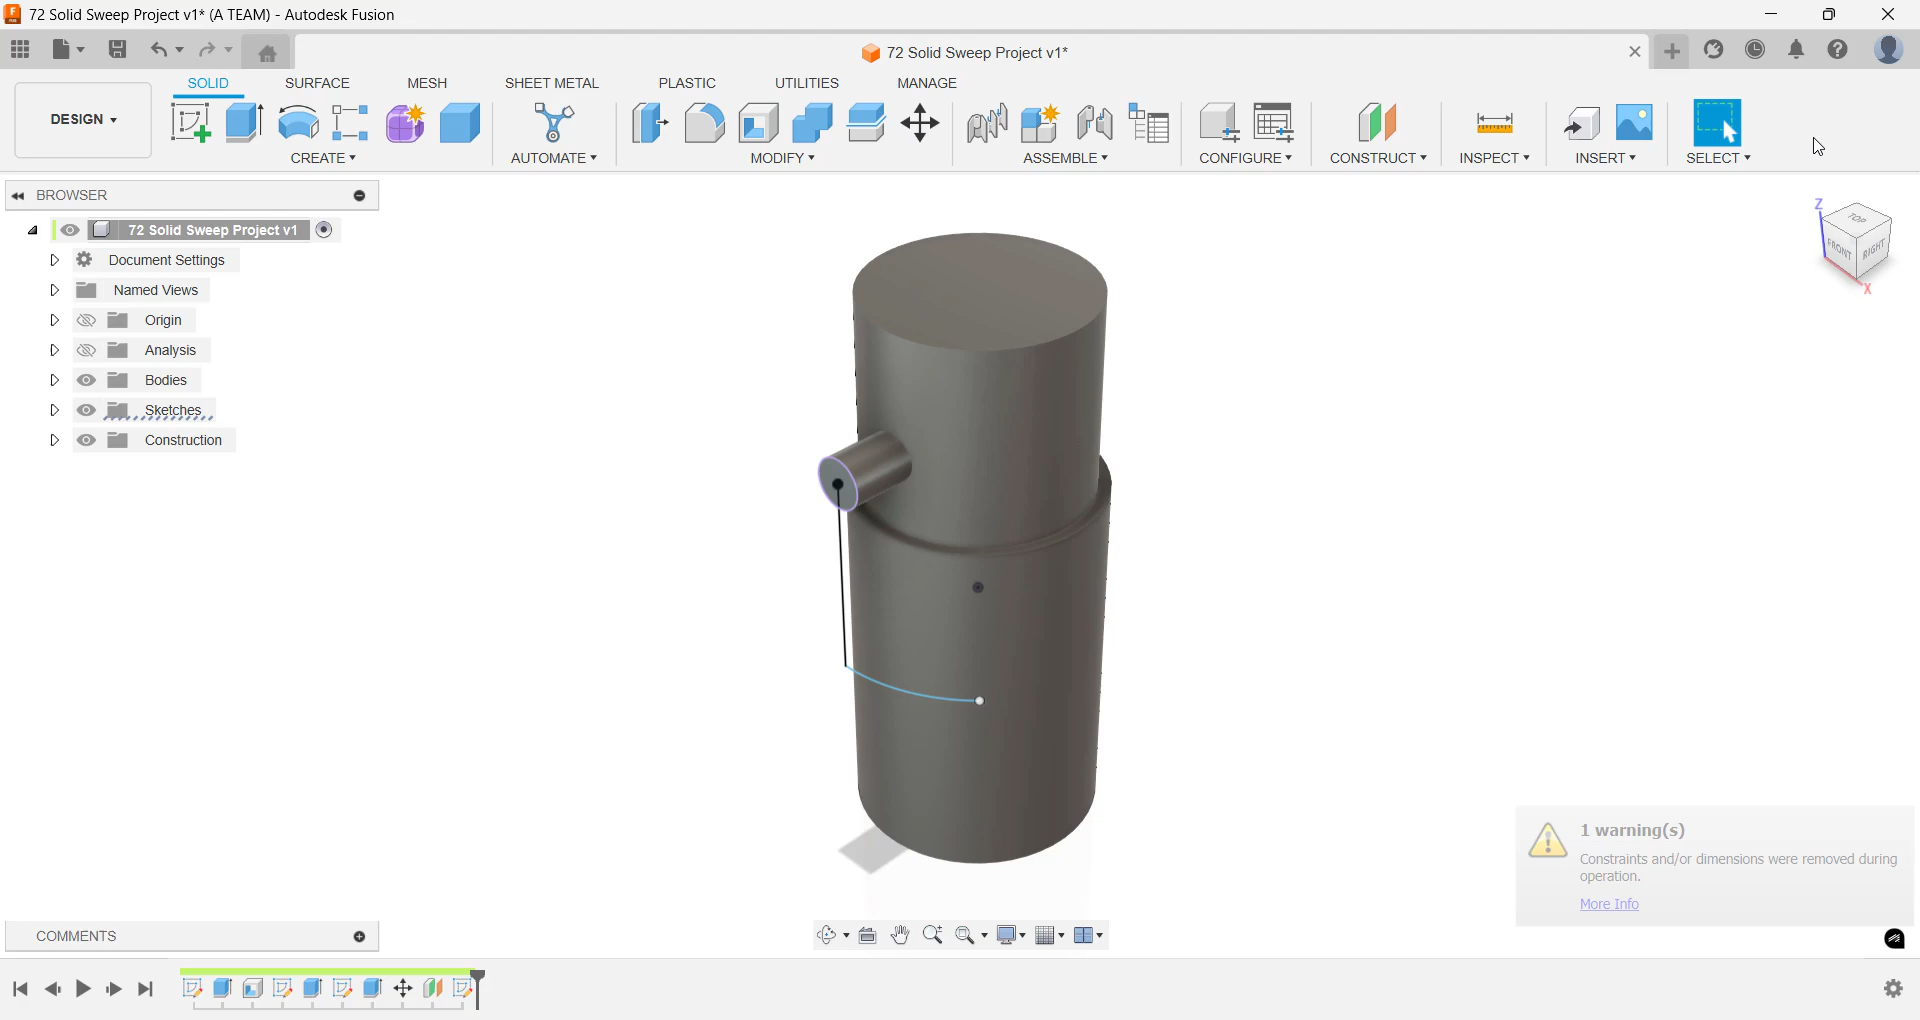 72 Solid Sweep Project v1* (A TEAM) - Autodesk Fusion
72 Solid Sweep Project v1*
SOLID
SURFACE
MESH
SHEET METAL
PLASTIC
UTILITIES
MANAGE
DESIGN
CREATE
AUTOMATE
MODIFY
ASSEMBLE
CONFIGURE
CONSTRUCT
INSPECT
INSERT
SELECT
BROWSER
72 Solid Sweep Project v1
Document Settings
Named Views
Origin
Analysis
Bodies
Sketches
Construction
Z
TOP
FRONT
RIGHT
X
1 warning(s)
Constraints and/or dimensions were removed during
operation.
More Info
COMMENTS